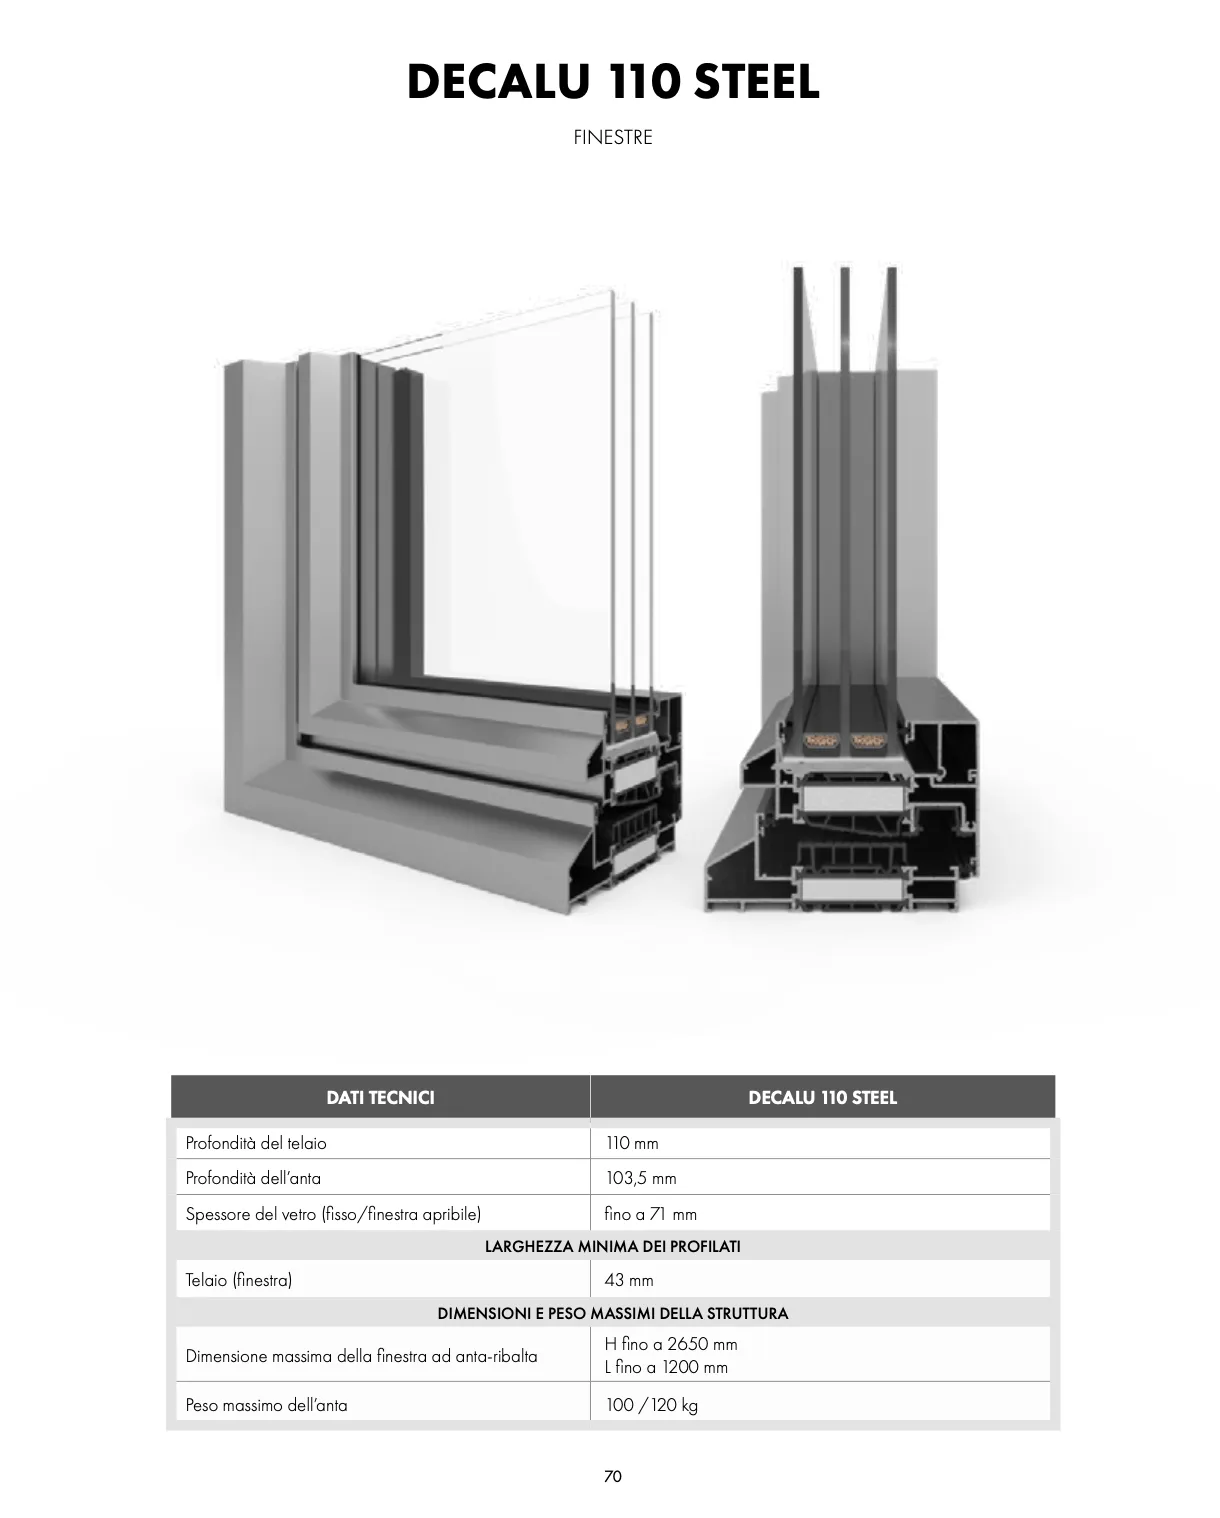 DECALU 110 STEEL
FINESTRE
DATI TECNICI
DECALU 110 STEEL
Profondità del telaio
110 mm
Profondità dell'anta
103,5 mm
Spessore del vetro (fisso/finestra apribile)
fino a 71 mm
LARGHEZZA MINIMA DEI PROFILATI
Telaio (finestra)
43 mm
DIMENSIONI E PESO MASSIMI DELLA STRUTTURA
Dimensione massima della finestra ad anta-ribalta
H fino a 2650 mm
L fino a 1200 mm
Peso massimo dell'anta
100 /120 kg
70